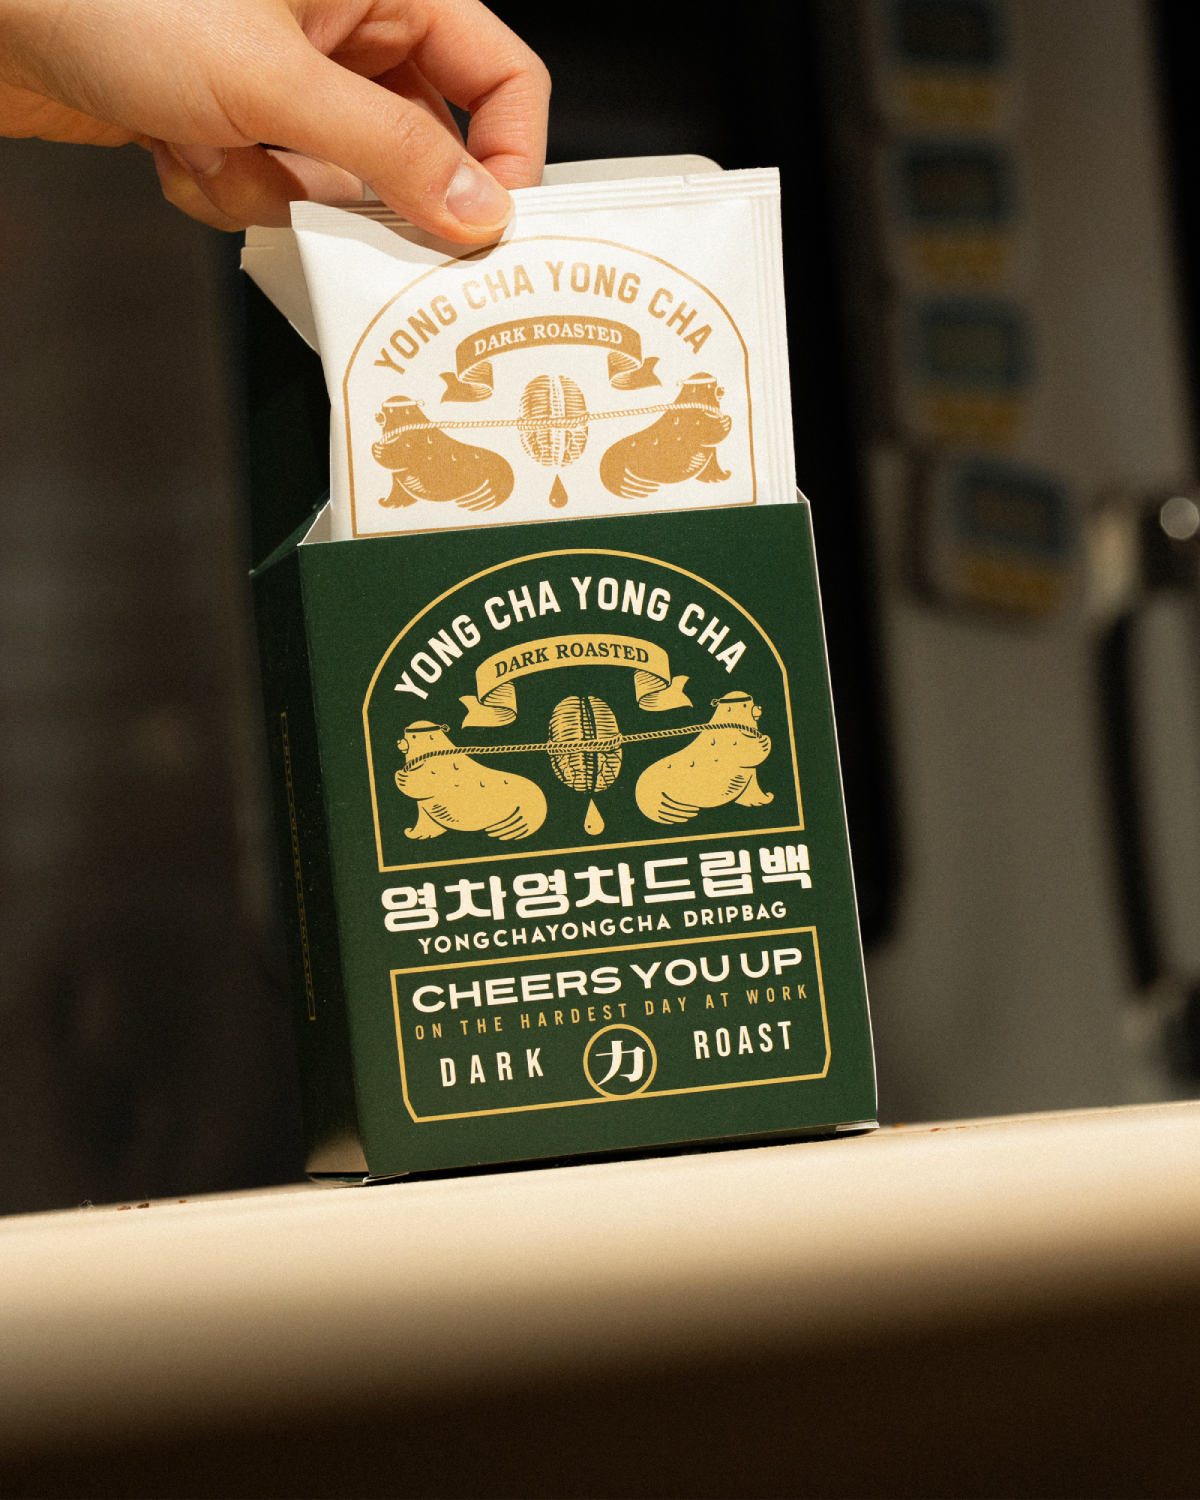 YONG CHA YONG CHA
DARK ROASTED
YONG CHA YONG CHA
DARK ROASTED
영차영차드립백
YONGCHAYONGCHA DRIPBAG
CHEERS YOU UP
ON THE HARDEST DAY AT WORK
DARK 力 ROAST